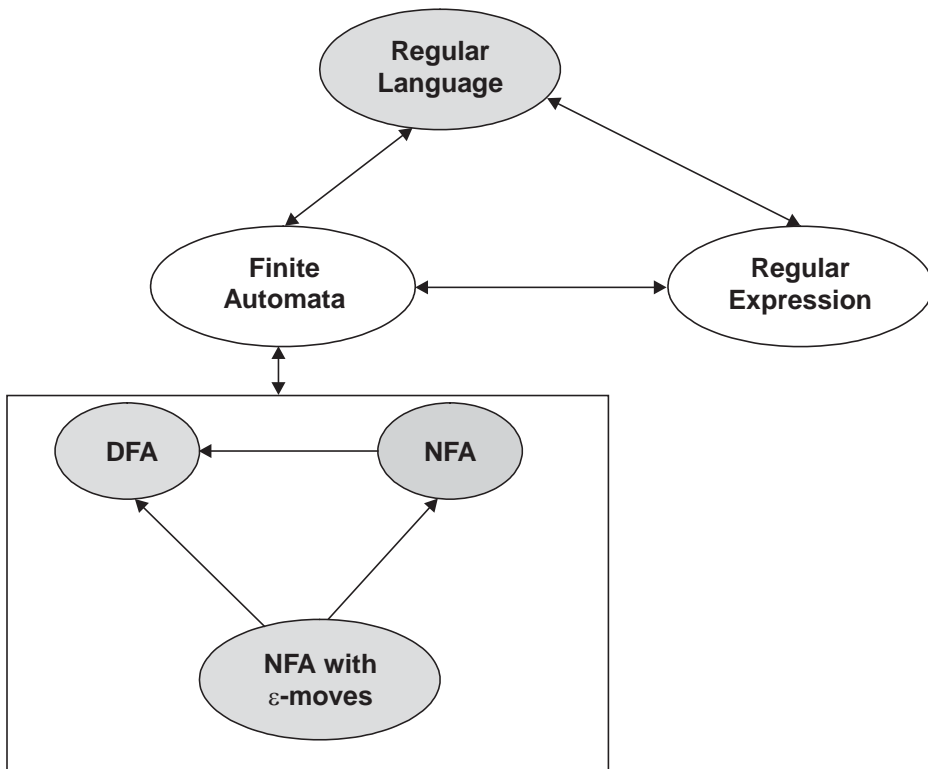 Regular
Language
Finite
Automata
Regular
Expression
DFA
NFA
NFA with
ε-moves